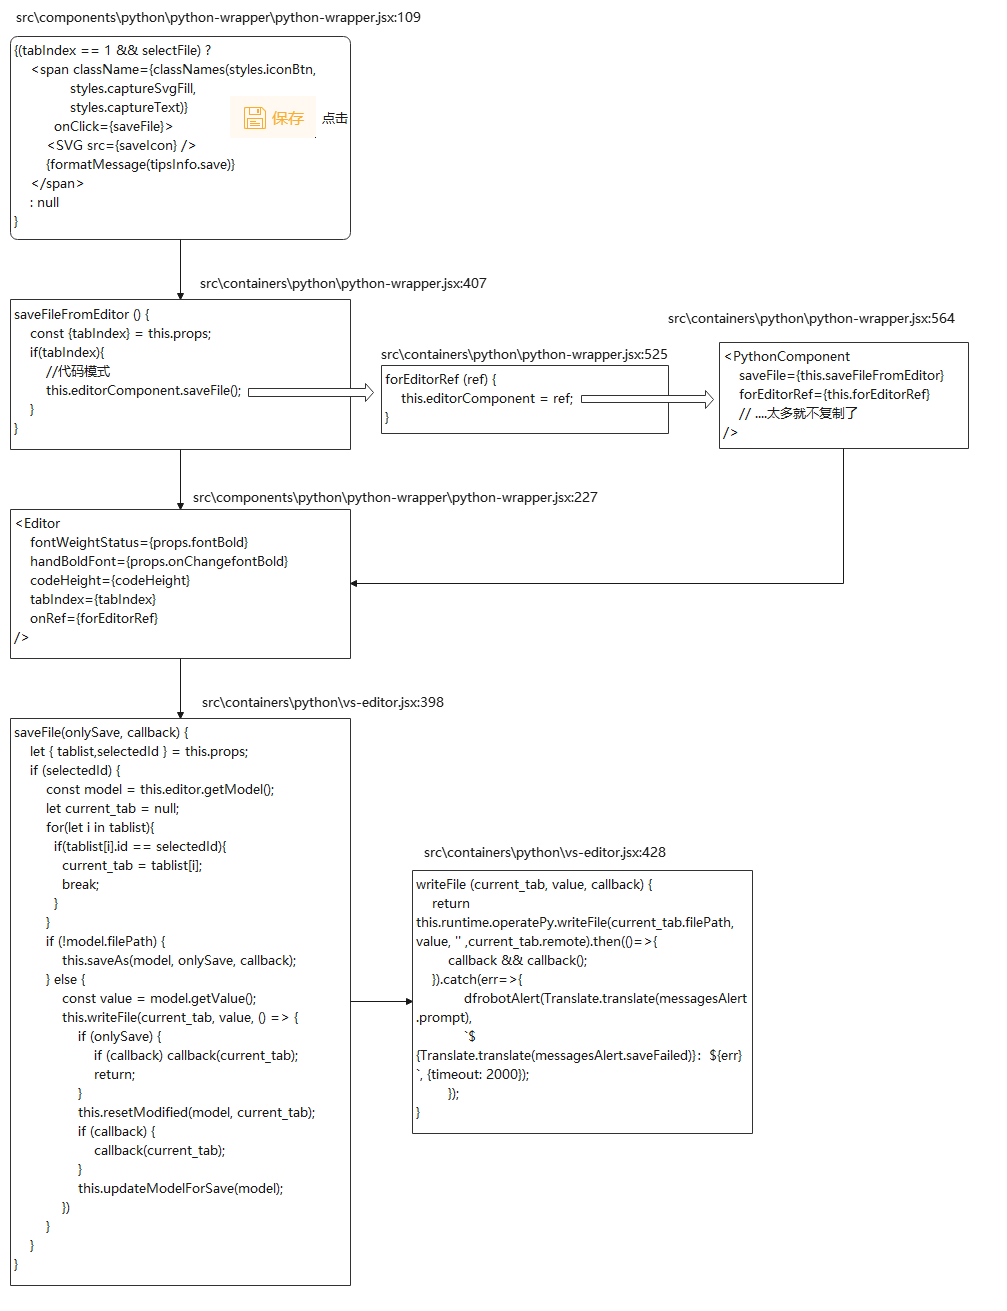 src\components\python\python-wrapper\python-wrapper.jsx:109
{(tabIndex == 1 && selectFile) ?
<span className={classNames(styles.iconBtn,
styles.captureSvgFill,
styles.captureText)}
onClick={saveFile}>
<SVG src={saveIcon} />
{formatMessage(tipsInfo.save)}
</span>
: null
}
保存
点击
src\containers\python\python-wrapper.jsx:407
saveFileFromEditor () {
const {tabIndex} = this.props;
if(tabIndex){
//代码模式
this.editorComponent.saveFile();
}
}
src\containers\python\python-wrapper.jsx:525
forEditorRef (ref) {
this.editorComponent = ref;
}
src\containers\python\python-wrapper.jsx:564
<PythonComponent
saveFile={this.saveFileFromEditor}
forEditorRef={this.forEditorRef}
// ....太多就不复制了
/>
src\components\python\python-wrapper\python-wrapper.jsx:227
<Editor
fontWeightStatus={props.fontBold}
handBoldFont={props.onChangefontBold}
codeHeight={codeHeight}
tabIndex={tabIndex}
onRef={forEditorRef}
/>
src\containers\python\vs-editor.jsx:398
saveFile(onlySave, callback) {
let { tablist,selectedId } = this.props;
if (selectedId) {
const model = this.editor.getModel();
let current_tab = null;
for(let i in tablist){
if(tablist[i].id == selectedId){
current_tab = tablist[i];
break;
}
}
if (!model.filePath) {
this.saveAs(model, onlySave, callback);
} else {
const value = model.getValue();
this.writeFile(current_tab, value, () => {
if (onlySave) {
if (callback) callback(current_tab);
return;
}
this.resetModified(model, current_tab);
if (callback) {
callback(current_tab);
}
this.updateModelForSave(model);
})
}
}
}
src\containers\python\vs-editor.jsx:428
writeFile (current_tab, value, callback) {
return
this.runtime.operatePy.writeFile(current_tab.filePath,
value, '' ,current_tab.remote).then(()=>{
callback && callback();
}).catch(err=>{
dfrobotAlert(Translate.translate(messagesAlert
.prompt),
`$
{Translate.translate(messagesAlert.saveFailed)}：${err}
`, {timeout: 2000});
});
}